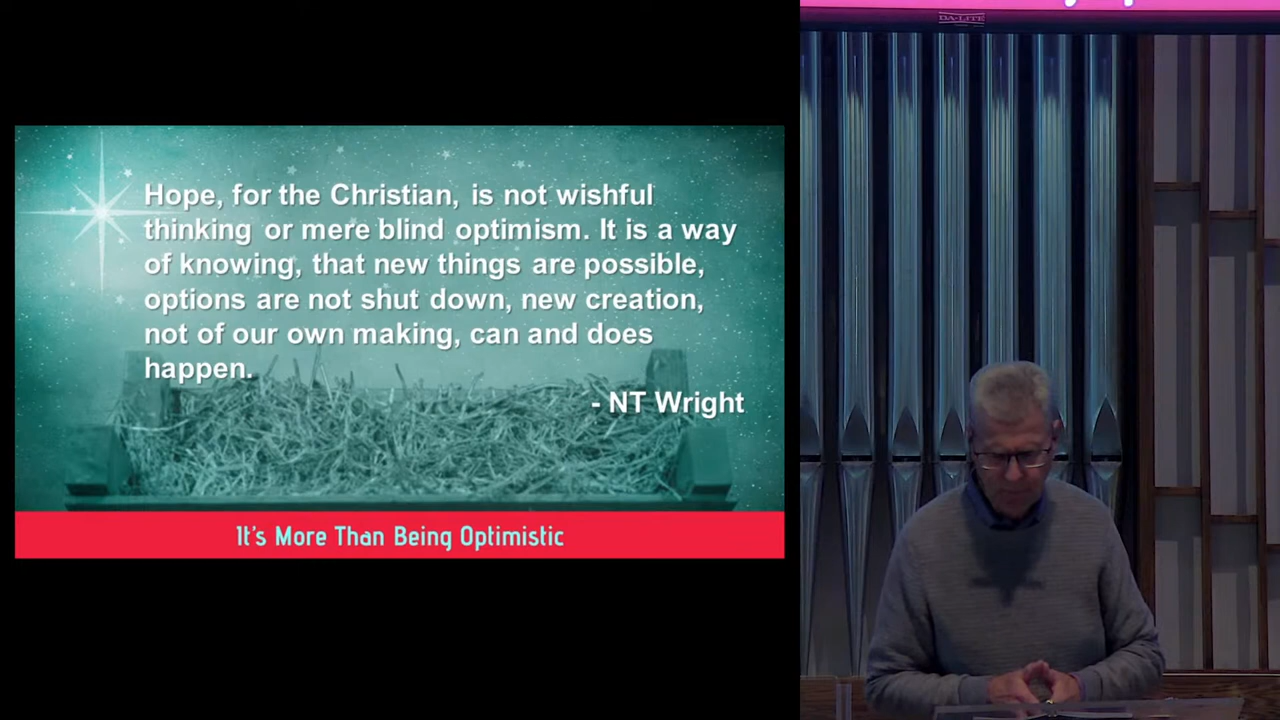 Hope, for the Christian, is not wishful
thinking or mere blind optimism. It is a way
of knowing, that new things are possible,
options are not shut down, new creation,
not of our own making, can and does
happen.
- NT Wright
It's More Than Being Optimistic
DA-LITE